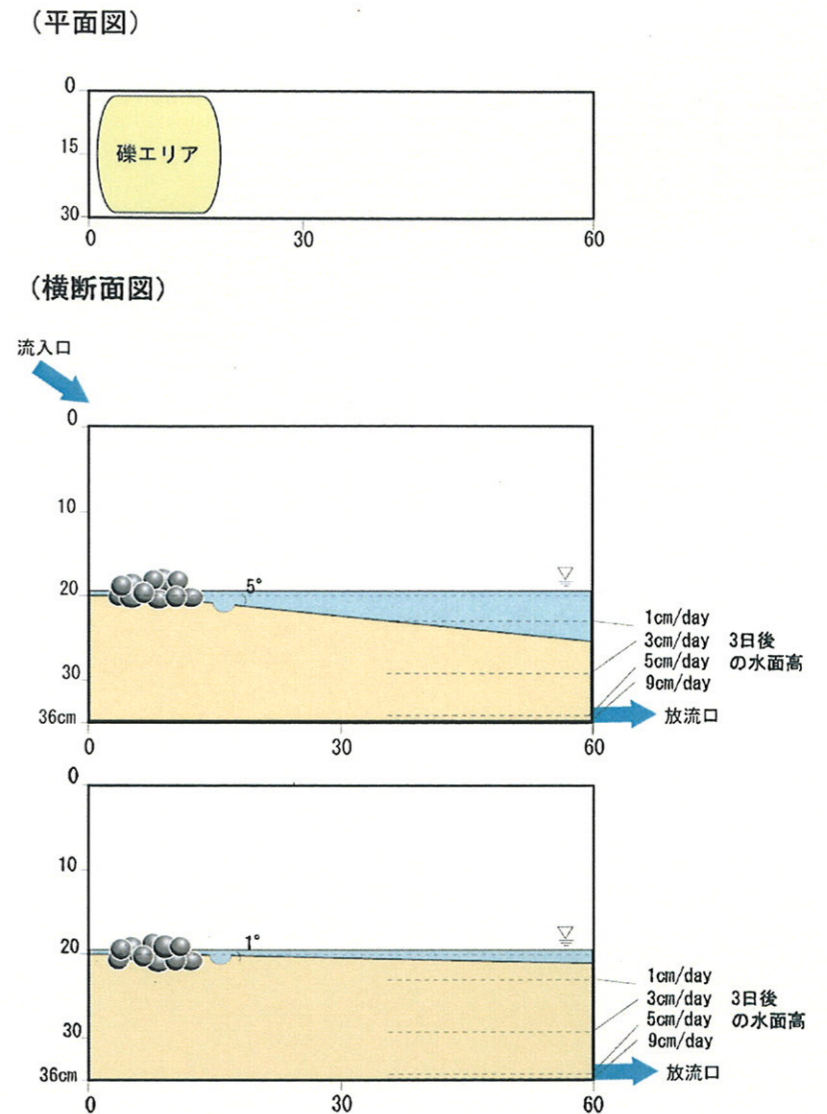 （平面図）
0
15
30
礫エリア
0 30 60
（横断面図）
流入口
0
10
20
30
36cm
5°
1cm/day
3cm/day 3日後
5cm/day の水面高
9cm/day
放流口
0 30 60
0
10
20
30
36cm
1°
1cm/day
3cm/day 3日後
5cm/day の水面高
9cm/day
放流口
0 30 60